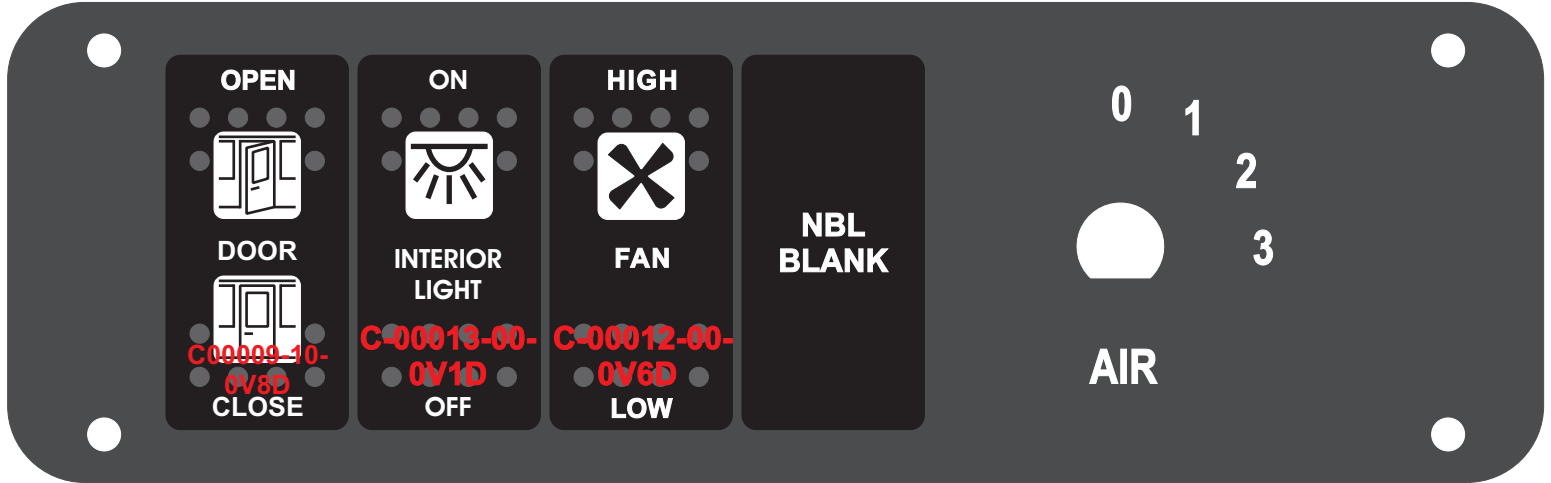 OPEN
DOOR
C00009-10-
0V8D
CLOSE
ON
INTERIOR
LIGHT
C-00013-00-
0V1D
OFF
HIGH
FAN
C-00012-00-
0V6D
LOW
NBL
BLANK
0
1
2
3
AIR